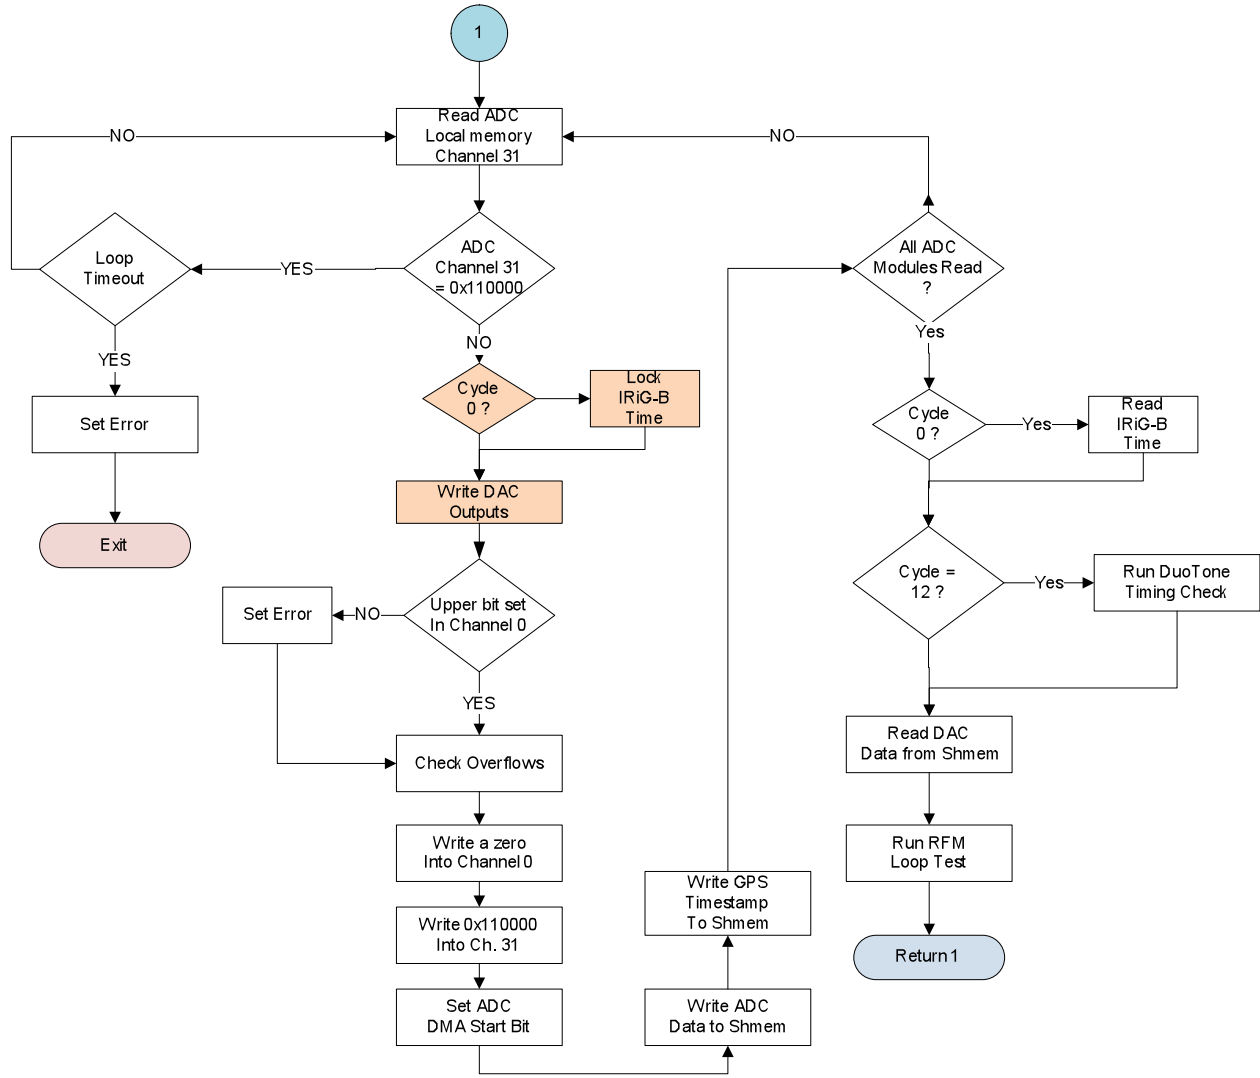 1
Read ADC
Local memory
Channel 31
NO
NO
Loop
Timeout
YES
ADC
Channel 31
= 0x110000
All ADC
Modules Read
?
YES
NO
Yes
Set Error
Cycle
0 ?
Lock
IRiG-B
Time
Cycle
0 ?
Yes
Read
IRiG-B
Time
Exit
Write DAC
Outputs
Set Error
NO
Upper bit set
In Channel 0
YES
Cycle =
12 ?
Yes
Run DuoTone
Timing Check
Check Overflows
Read DAC
Data from Shmem
Write a zero
Into Channel 0
Run RFM
Loop Test
Write 0x110000
Into Ch. 31
Write GPS
Timestamp
To Shmem
Return 1
Set ADC
DMA Start Bit
Write ADC
Data to Shmem